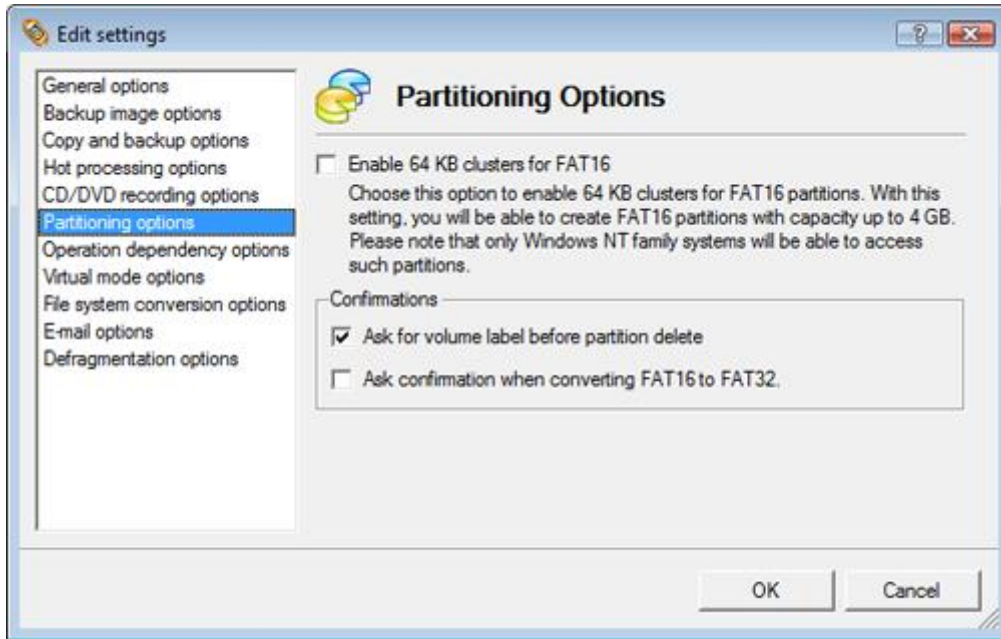 Edit settings
General options
Backup image options
Copy and backup options
Hot processing options
CD/DVD recording options
Partitioning options
Operation dependency options
Virtual mode options
File system conversion options
E-mail options
Defragmentation options
Partitioning Options
Enable 64 KB clusters for FAT16
Choose this option to enable 64 KB clusters for FAT16 partitions. With this
setting, you will be able to create FAT16 partitions with capacity up to 4 GB.
Please note that only Windows NT family systems will be able to access
such partitions.
Confirmations
Ask for volume label before partition delete
Ask confirmation when converting FAT16 to FAT32.
OK
Cancel